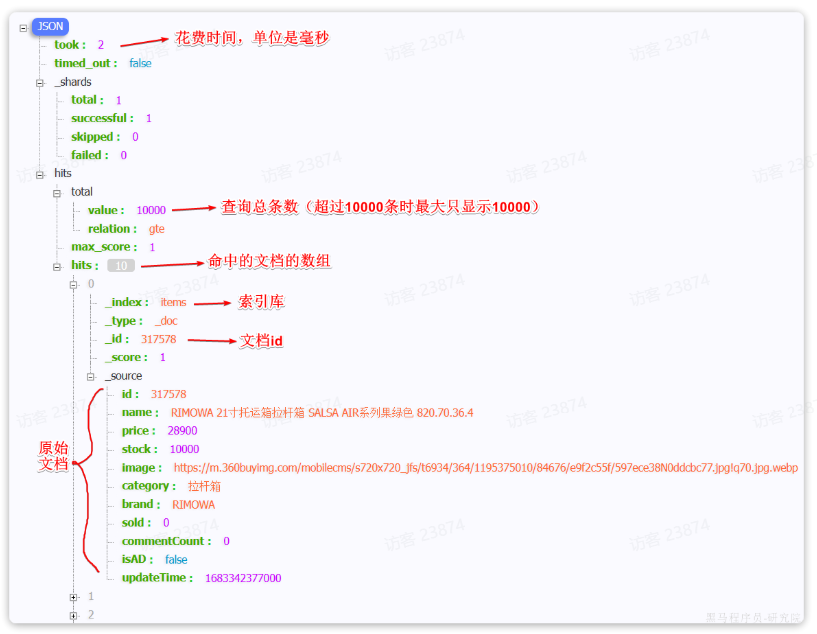 JSON
took : 2 花费时间，单位是毫秒
timed_out : false
_shards
total : 1
successful : 1
skipped : 0
failed : 0
hits
total
value : 10000 查询总条数（超过10000条时最大只显示10000）
relation : gte
max_score : 1
hits : 10 命中的文档的数组
0
_index : items 索引库
_type : _doc
_id : 317578 文档id
_score : 1
_source
id : 317578
name : RIMOWA 21寸托运箱拉杆箱 SALSA AIR系列果绿色 820.70.36.4
price : 28900
stock : 10000
原始
文档
image : https://m.360buyimg.com/mobilecms/s720x720_jfs/t6934/364/1195375010/84676/e9f2c55f/597ece38N0ddcbc77.jpg!q70.jpg.webp
category : 拉杆箱
brand : RIMOWA
sold : 0
commentCount : 0
isAD : false
updateTime : 1683342377000
1
2
访客 23874
黑马程序员-研究院